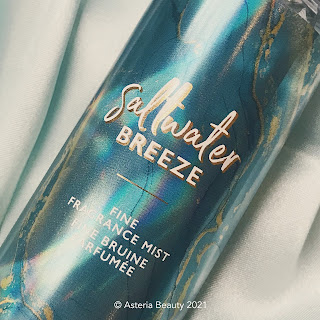 Saltwater
BREEZE
FINE
FRAGRANCE MIST
FINE BRUINE
PARFUMÉE
© Asteria Beauty 2021